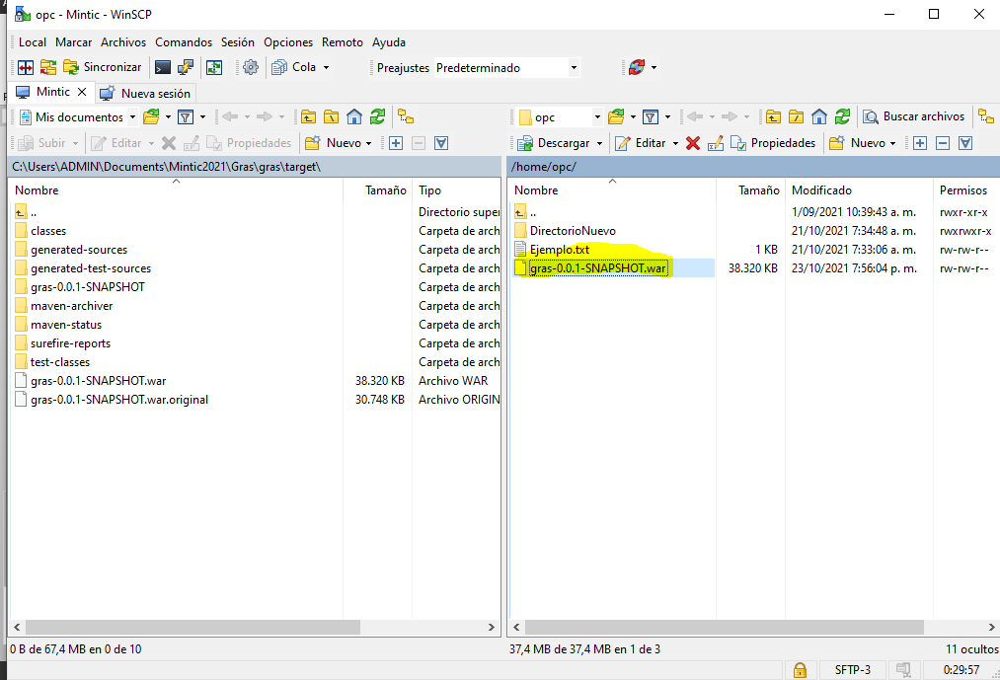 opc - Mintic - WinSCP
Local Marcar Archivos Comandos Sesión Opciones Remoto Ayuda
Sincronizar Cola Preajustes Predeterminado
Mintic Nueva sesión
Mis documentos
Subir Editar Propiedades Nuevo
C:\Users\ADMIN\Documents\Mintic2021\Gras\gras\target\
Nombre Tamaño Tipo
.. Directorio super
classes Carpeta de arch
generated-sources Carpeta de arch
generated-test-sources Carpeta de arch
gras-0.0.1-SNAPSHOT Carpeta de arch
maven-archiver Carpeta de arch
maven-status Carpeta de arch
surefire-reports Carpeta de arch
test-classes Carpeta de arch
gras-0.0.1-SNAPSHOT.war 38.320 KB Archivo WAR
gras-0.0.1-SNAPSHOT.war.original 30.748 KB Archivo ORIGIN
0 B de 67,4 MB en 0 de 10
opc Buscar archivos
Descargar Editar Propiedades Nuevo
/home/opc/
Nombre Tamaño Modificado Permisos
.. 1/09/2021 10:39:43 a. m. rwxr-xr-x
DirectorioNuevo 21/10/2021 7:34:48 a. m. rwxrwxr-x
Ejemplo.txt 1 KB 21/10/2021 7:33:06 a. m. rw-rw-r--
gras-0.0.1-SNAPSHOT.war 38.320 KB 23/10/2021 7:56:04 p. m. rw-rw-r--
37,4 MB de 37,4 MB en 1 de 3 11 ocultos
SFTP-3 0:29:57